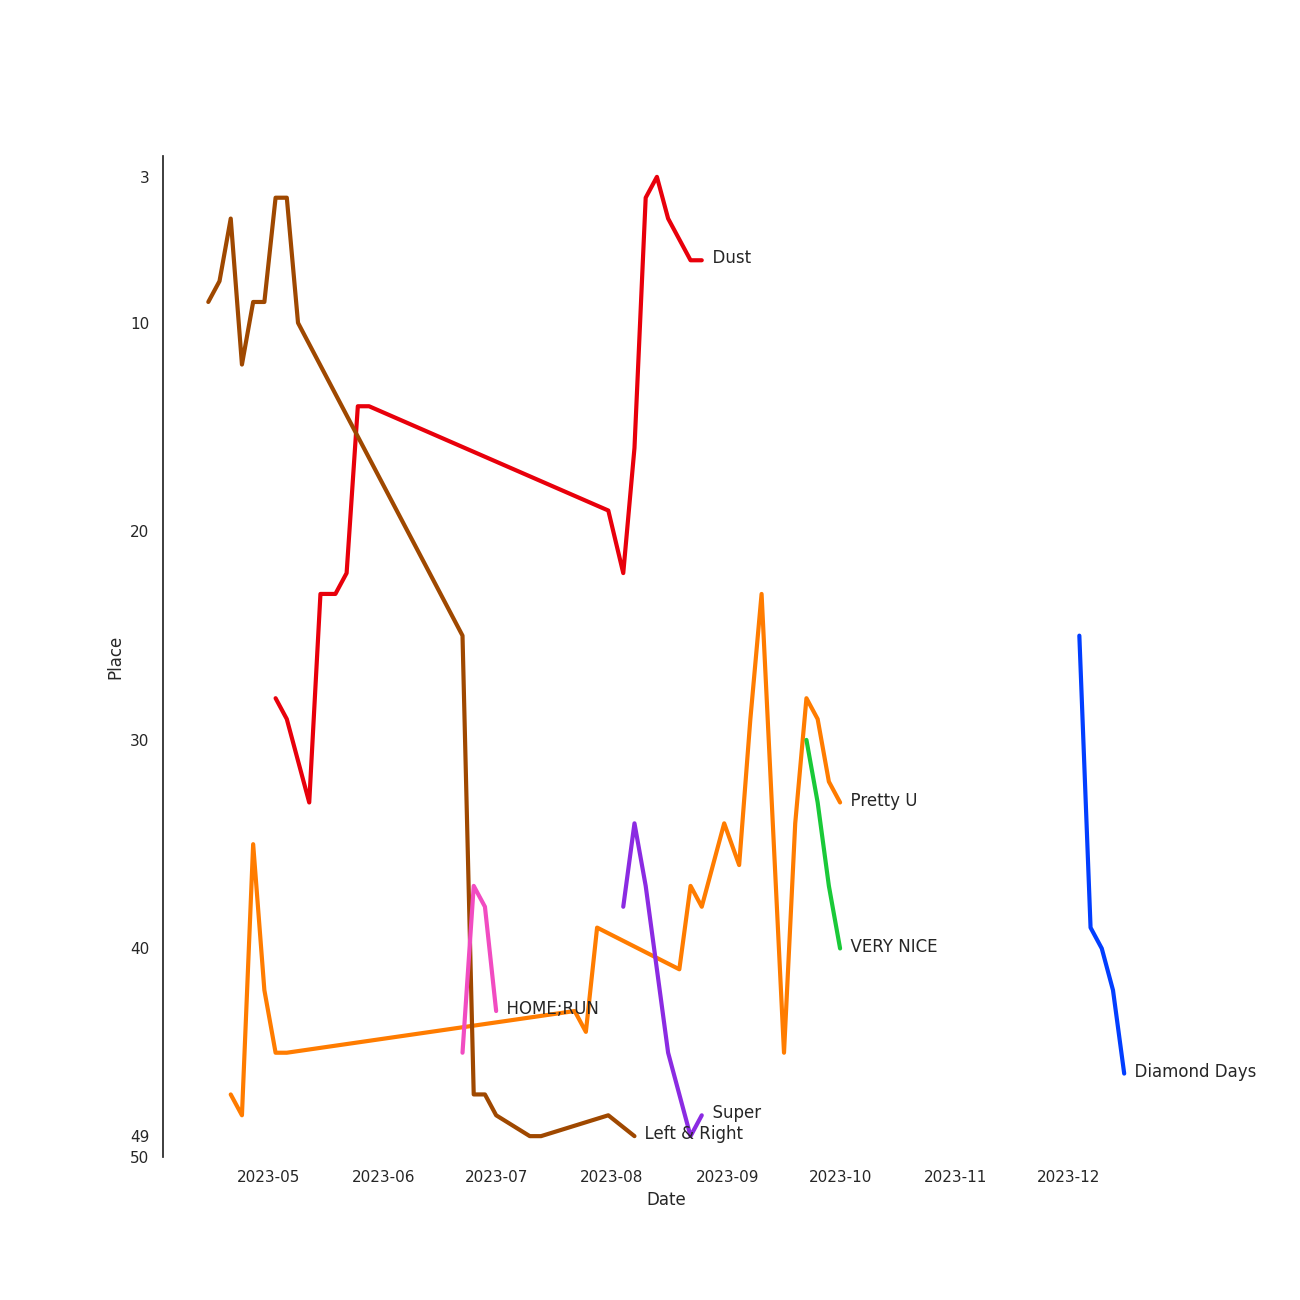 3
Dust
10
20
Place
30
Pretty U
40
VERY NICE
HOME;RUN
Diamond Days
Super
49
Left & Right
50
2023-05
2023-06
2023-07
2023-08
2023-09
2023-10
2023-11
2023-12
Date